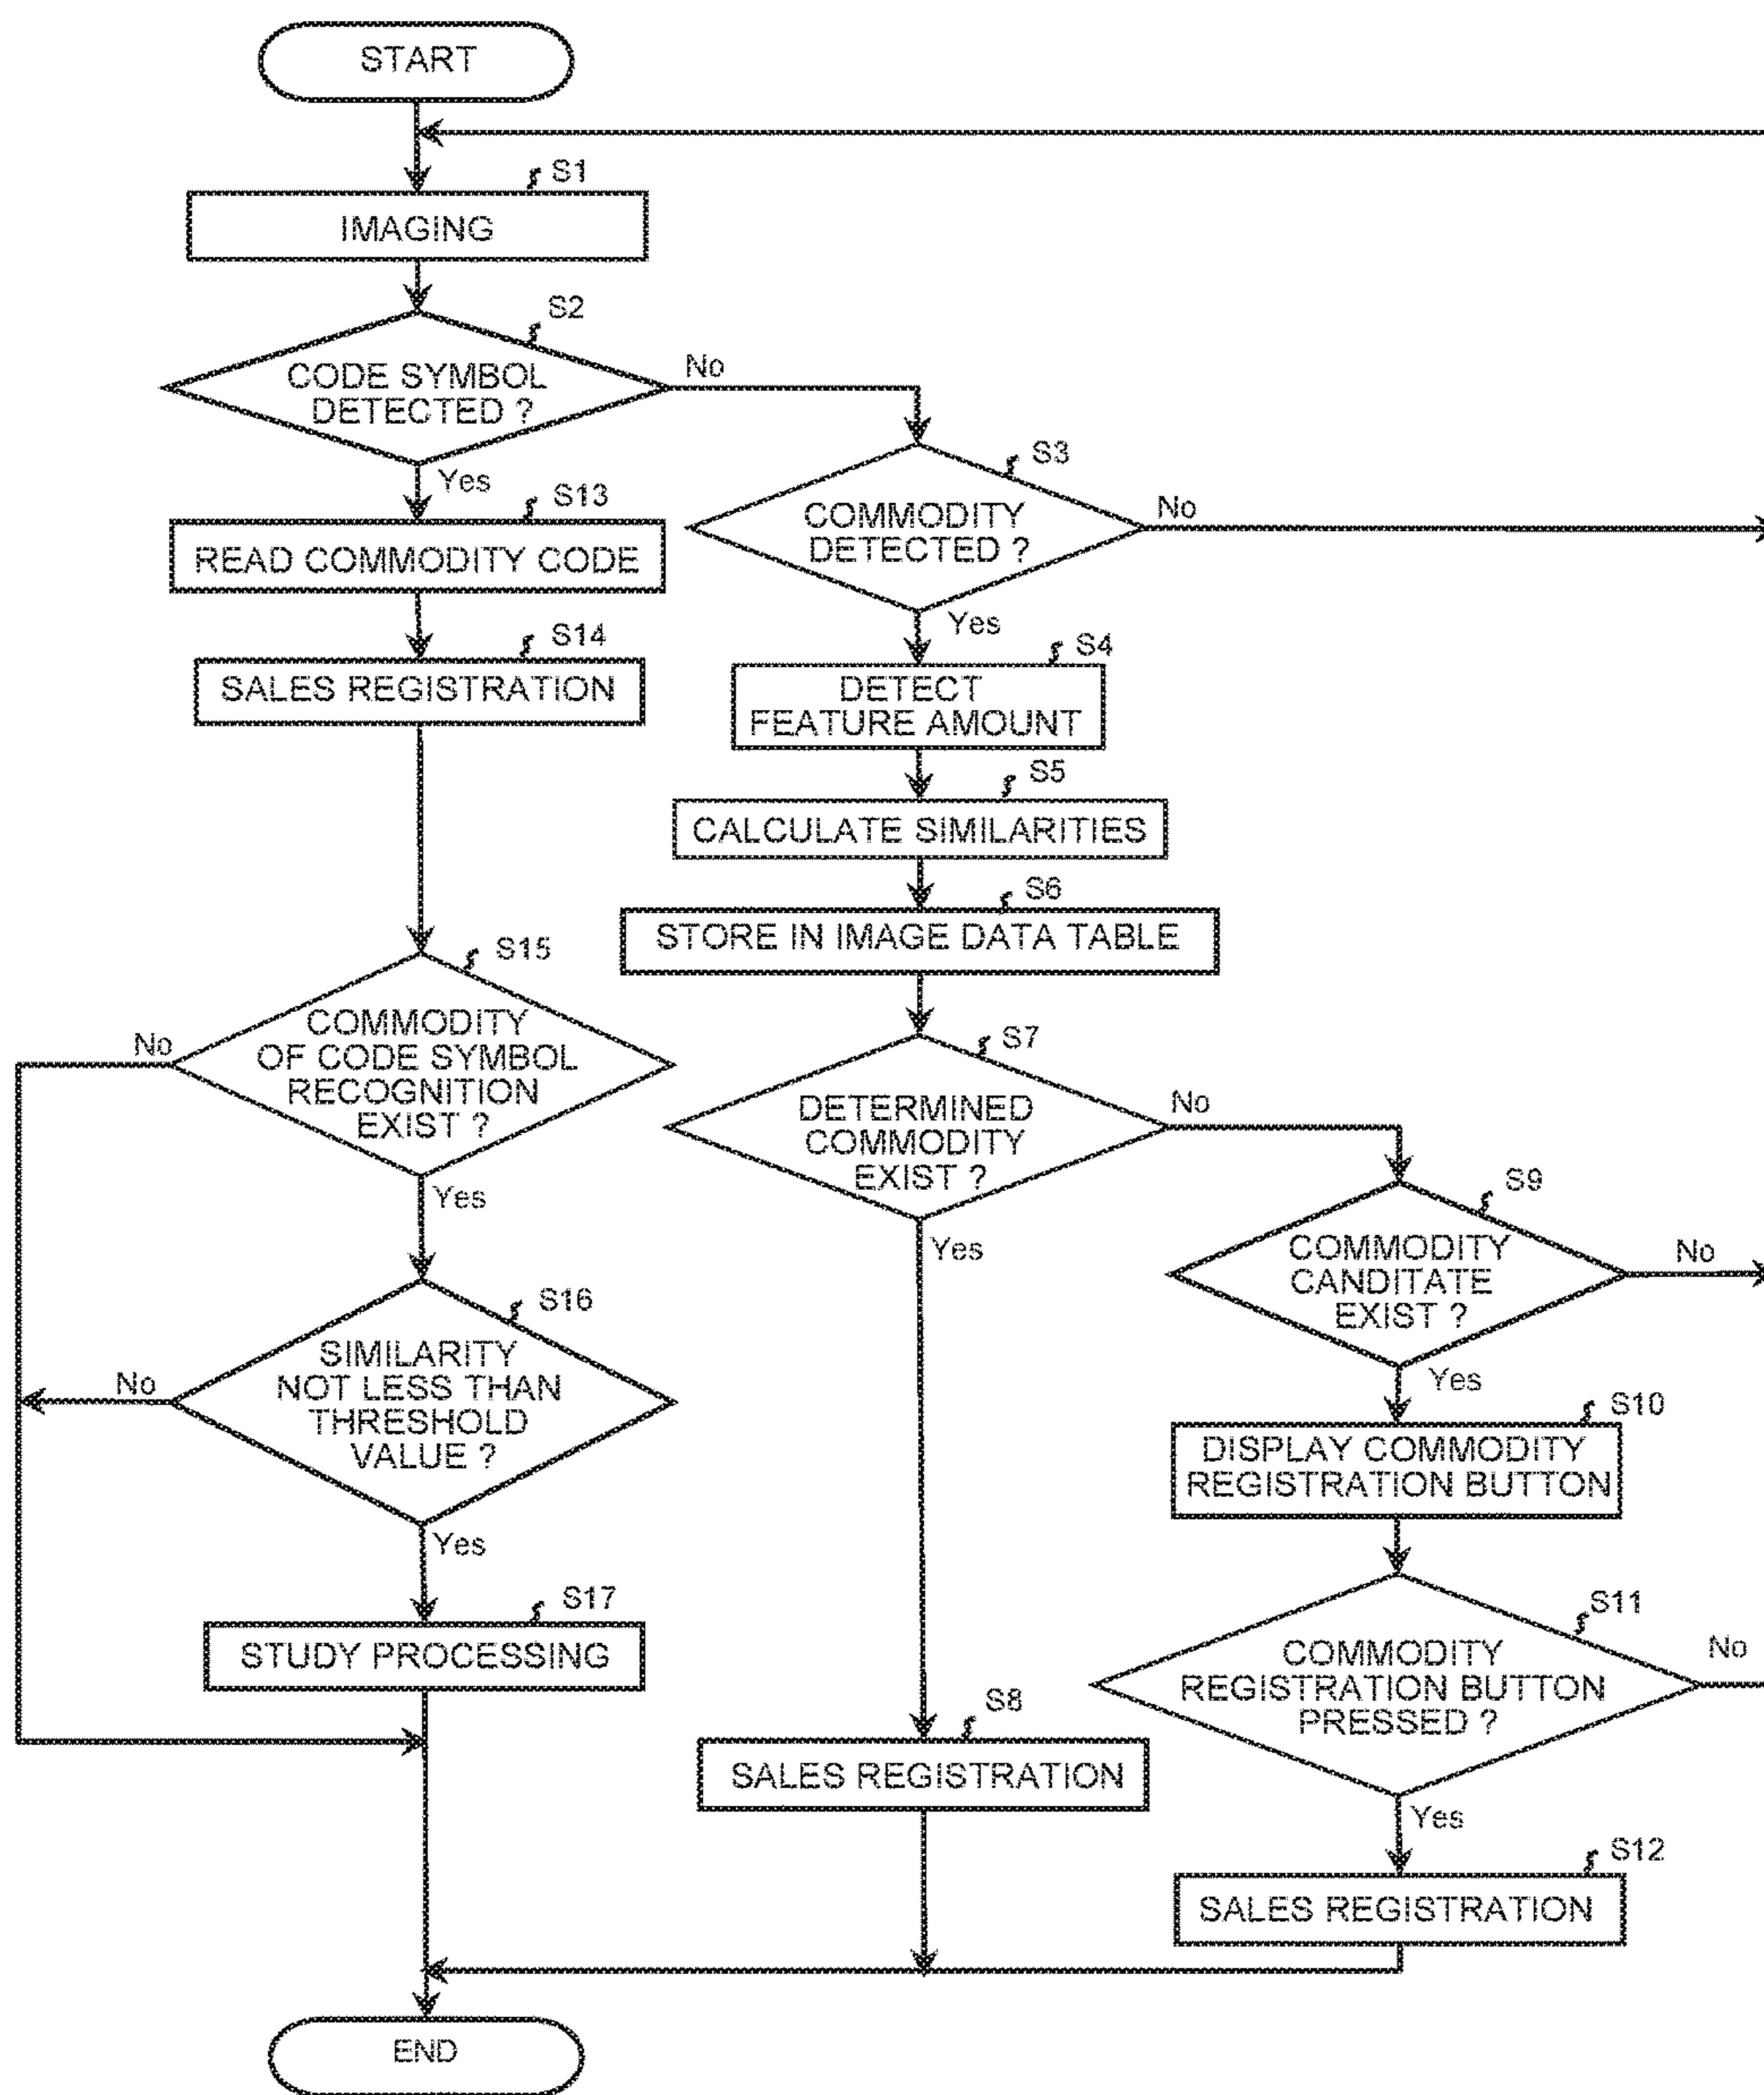 START
S1
IMAGING
S2
CODE SYMBOL
DETECTED ?
No
Yes
S3
COMMODITY
DETECTED ?
No
Yes
S13
READ COMMODITY CODE
S14
SALES REGISTRATION
S4
DETECT
FEATURE AMOUNT
S5
CALCULATE SIMILARITIES
S6
STORE IN IMAGE DATA TABLE
S15
COMMODITY
OF CODE SYMBOL
RECOGNITION
EXIST ?
No
Yes
S7
DETERMINED
COMMODITY
EXIST ?
No
Yes
S9
COMMODITY
CANDITATE
EXIST ?
No
Yes
S16
SIMILARITY
NOT LESS THAN
THRESHOLD
VALUE ?
No
Yes
S10
DISPLAY COMMODITY
REGISTRATION BUTTON
S17
STUDY PROCESSING
S11
COMMODITY
REGISTRATION BUTTON
PRESSED ?
No
Yes
S8
SALES REGISTRATION
S12
SALES REGISTRATION
END